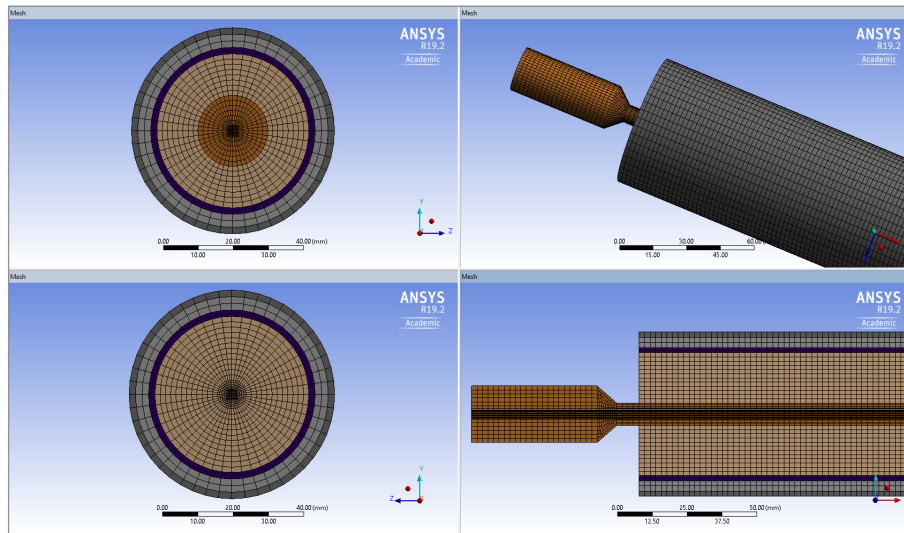 Mesh
ANSYS
R19.2
Academic
Y
Z
0.00 20.00 40.00 (mm)
10.00 30.00
Mesh
ANSYS
R19.2
Academic
0.00 30.00 60.00 (mm)
15.00 45.00
Mesh
ANSYS
R19.2
Academic
Y
Z
0.00 20.00 40.00 (mm)
10.00 30.00
Mesh
ANSYS
R19.2
Academic
0.00 25.00 50.00 (mm)
12.50 37.50